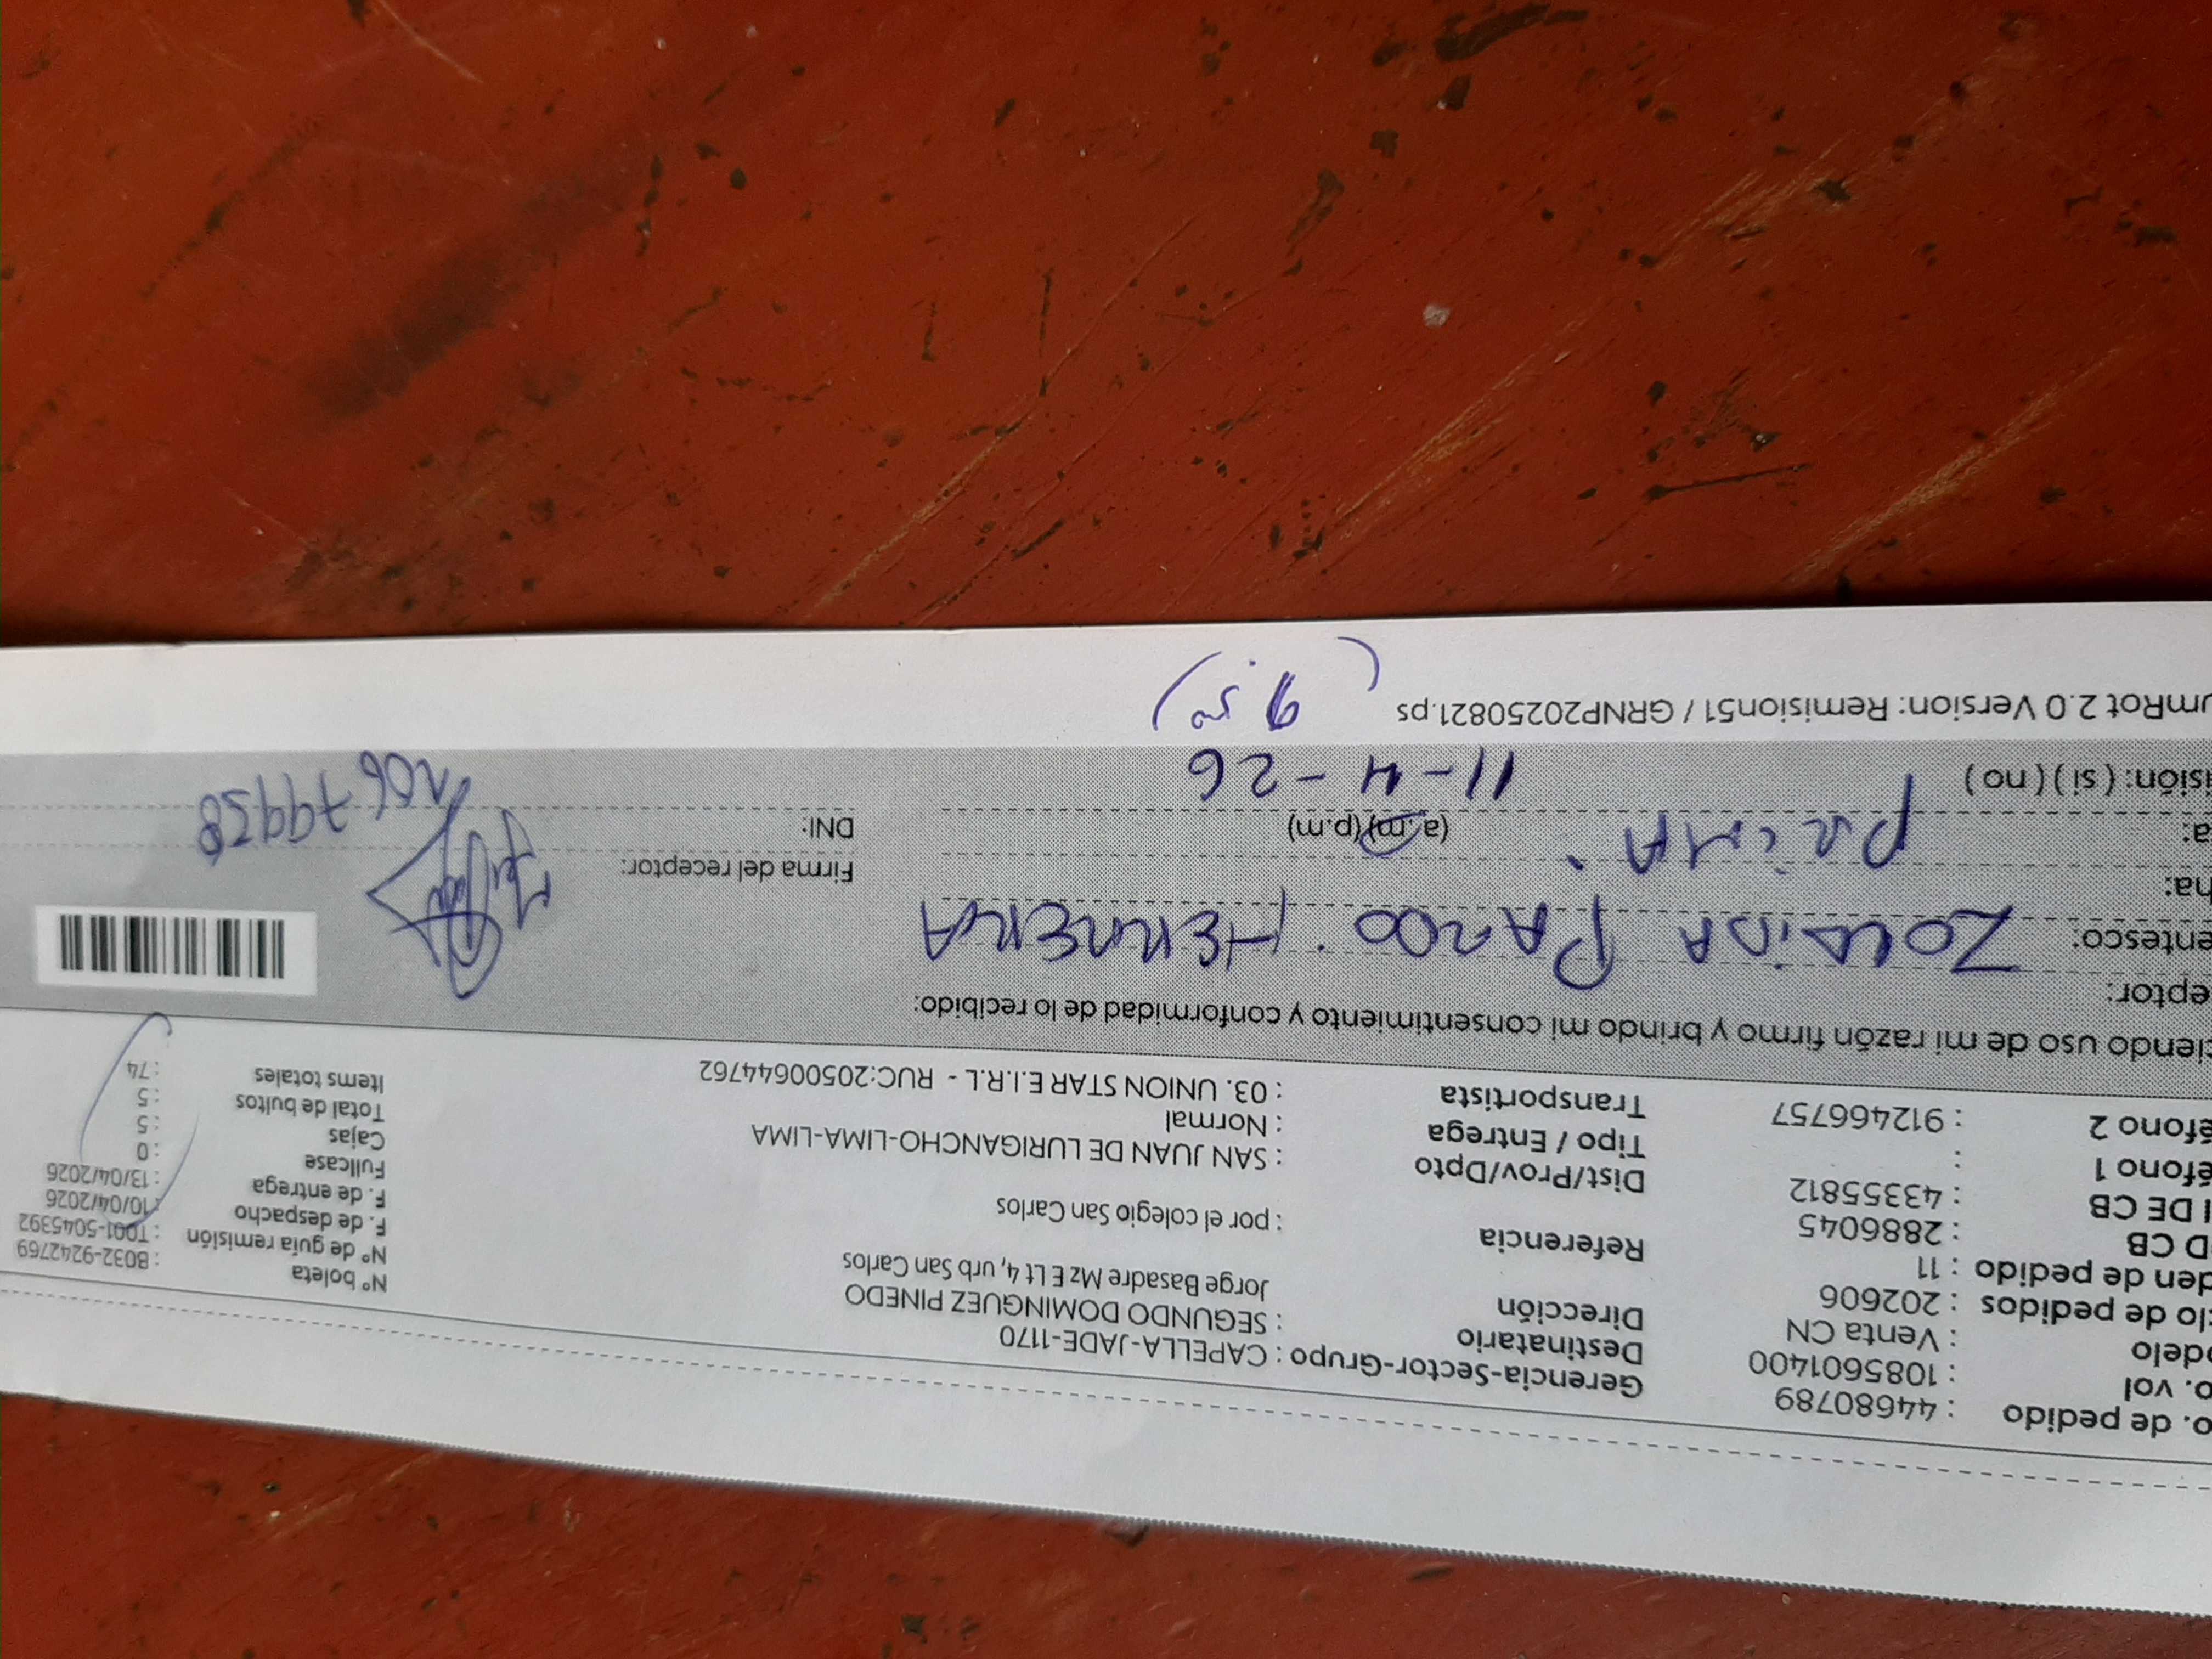 o. de pedido : 44680789
o. vol : 1085601400
odelo : Venta CN
clo de pedidos : 202606
den de pedido : 11
D CB : 2886045
I DE CB : 43355812
éfono 1 :
éfono 2 : 912466757
Gerencia-Sector-Grupo : CAPELLA-JADE-1170
Destinatario : SEGUNDO DOMINGUEZ PINEDO
Dirección Jorge Basadre Mz E Lt 4, urb San Carlos
Referencia : por el colegio San Carlos
Dist/Prov/Dpto : SAN JUAN DE LURIGANCHO-LIMA-LIMA
Tipo / Entrega : Normal
Transportista : 03. UNION STAR E.I.R.L - RUC:20500644762
N° boleta : B032-9242769
N° de guia remisión : T001-5045392
F. de despacho : 10/04/2026
F. de entrega : 13/04/2026
Fullcase : 0
Cajas : 5
Total de bultos : 5
Items totales : 74
ciendo uso de mi razón firmo y brindo mi consentimiento y conformidad de lo recibido:
eptor:
entesco: ZORAIDA PARDO HERRERA
ha: PRIMA.
a: (a.m)(p.m)
isión: (si) (no) 11-4-26
Firma del receptor:
DNI:
umRot 2.0 Version: Remision51 / GRNP20250821.ps (9:50)